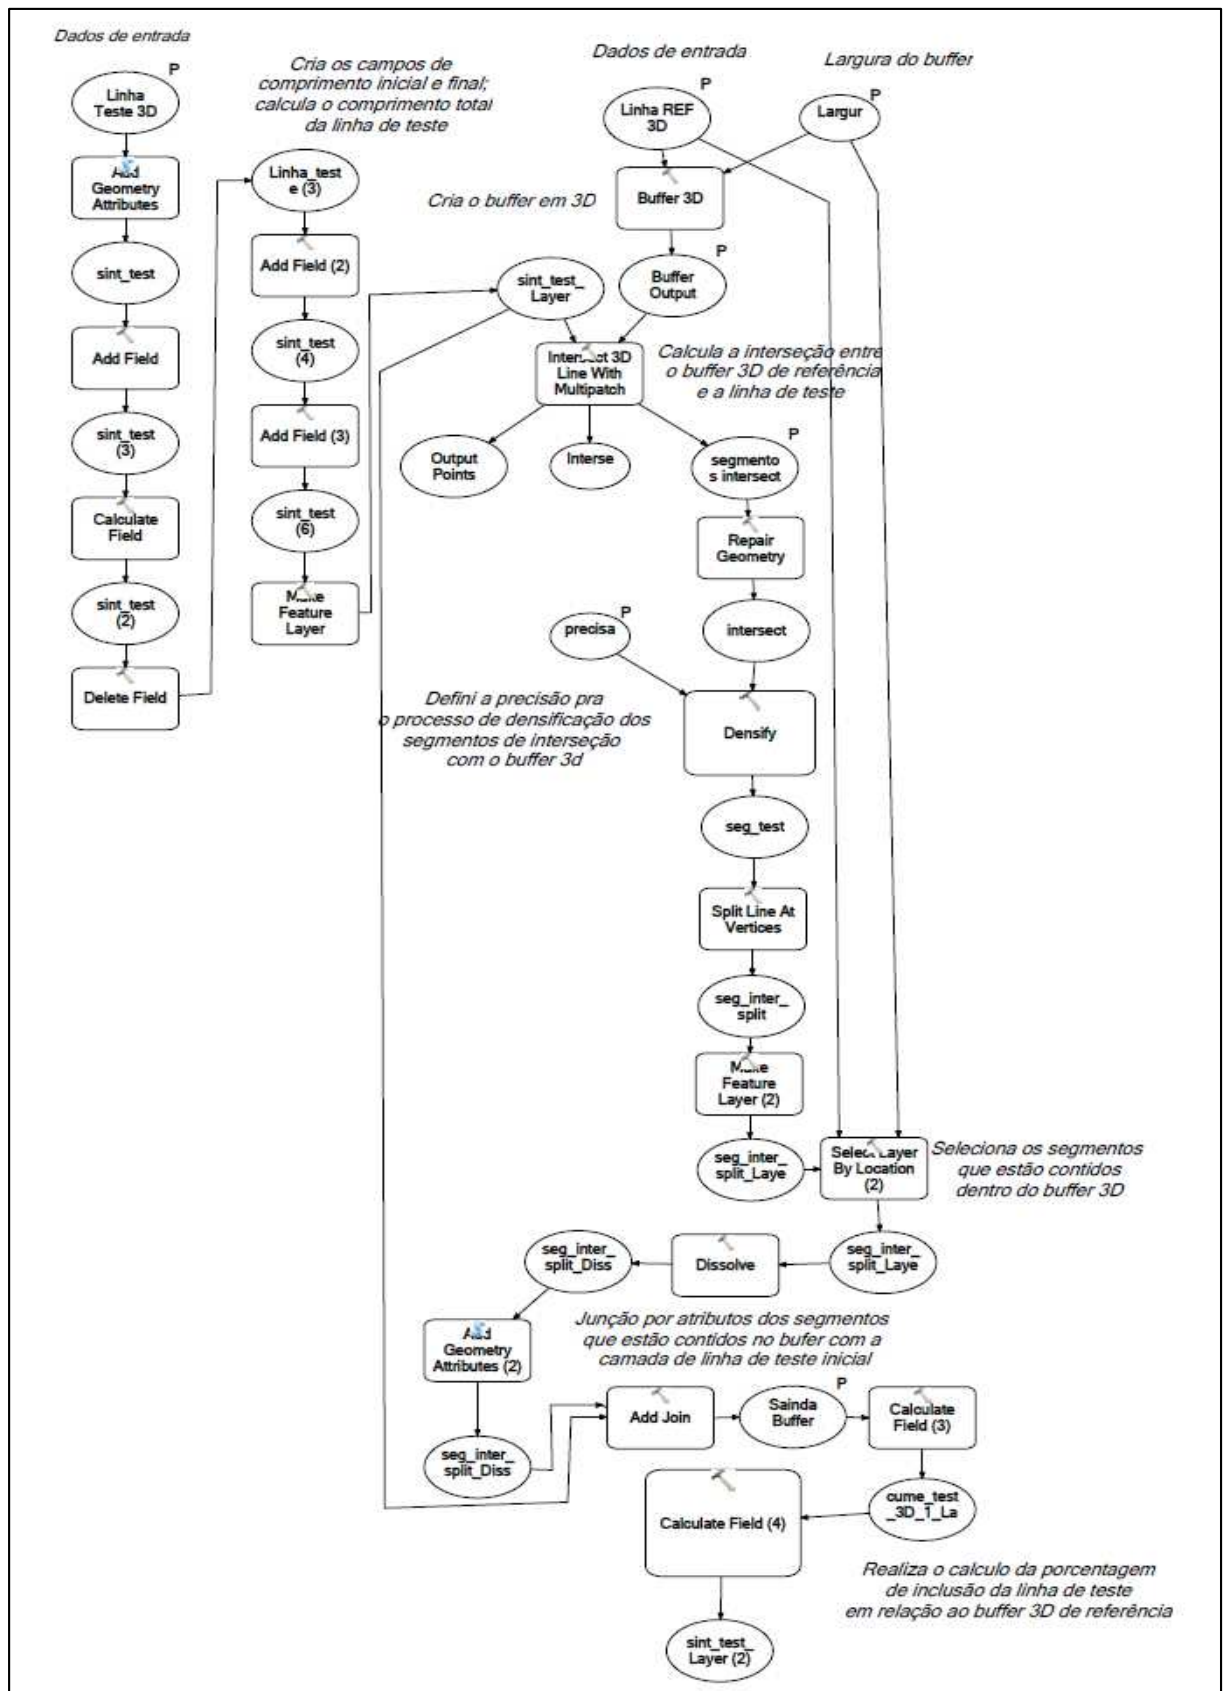 Dados de entrada
P
Linha
Teste 3D
Add
Geometry
Attributes
sint_test
Add Field
sint_test
(3)
Calculate
Field
sint_test
(2)
Delete Field
Cria os campos de
comprimento inicial e final;
calcula o comprimento total
da linha de teste
Linha_test
e (3)
Add Field (2)
sint_test
(4)
Add Field (3)
sint_test
(6)
Make
Feature
Layer
Dados de entrada
P
Linha REF
3D
Largura do buffer
P
Largur
Cria o buffer em 3D
Buffer 3D
sint_test_
Layer
P
Buffer
Output
Intersect 3D
Line With
Multipatch
Calcula a interseção entre
o buffer 3D de referência
e a linha de teste
Output
Points
Interse
P
segmento
s intersect
Repair
Geometry
P
precisa
intersect
Defini a precisão pra
o processo de densificação dos
segmentos de interseção
com o buffer 3d
Densify
seg_test
Split Line At
Vertices
seg_inter_
split
Make
Feature
Layer (2)
seg_inter_
split_Laye
Select Layer
By Location
(2)
Seleciona os segmentos
que estão contidos
dentro do buffer 3D
seg_inter_
split_Laye
Dissolve
seg_inter_
split_Diss
Junção por atributos dos segmentos
que estão contidos no bufer com a
camada de linha de teste inicial
Add
Geometry
Attributes (2)
seg_inter_
split_Diss
Add Join
P
Sainda
Buffer
Calculate
Field (3)
cume_test
_3D_1_La
Calculate Field (4)
Realiza o calculo da porcentagem
de inclusão da linha de teste
em relação ao buffer 3D de referência
sint_test_
Layer (2)